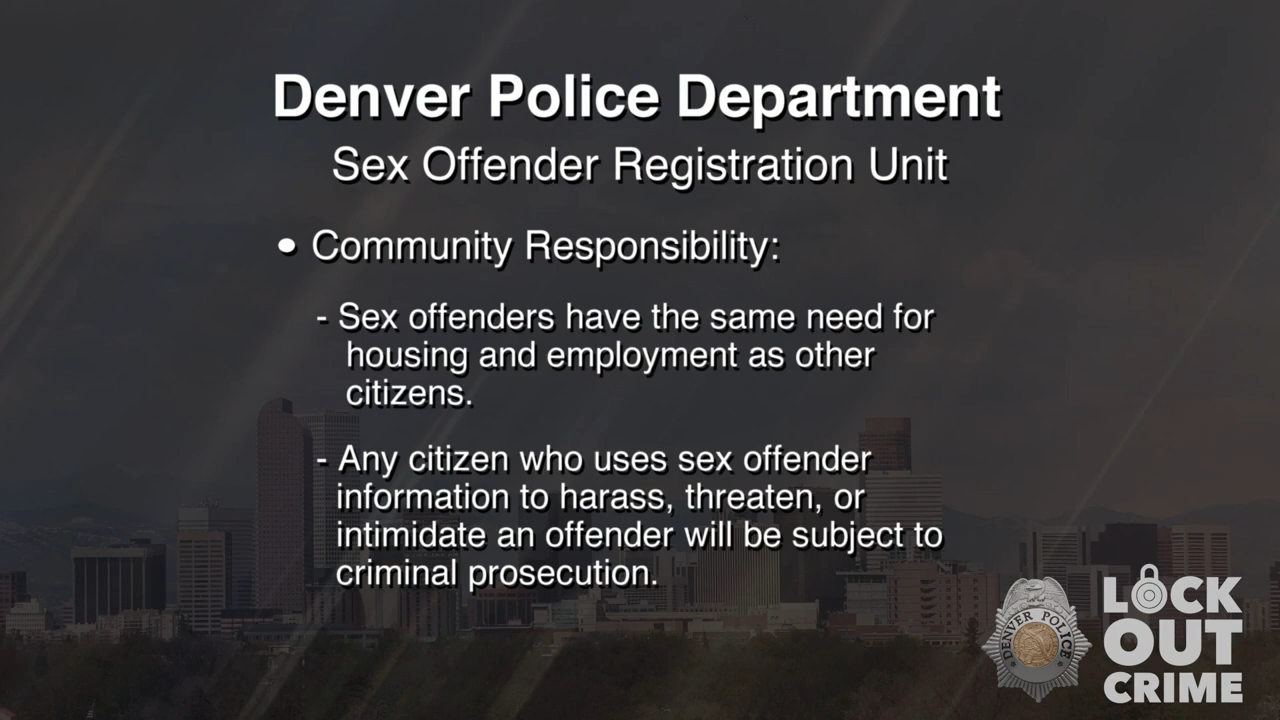 Denver Police Department
Sex Offender Registration Unit
• Community Responsibility:
- Sex offenders have the same need for
housing and employment as other
citizens.
- Any citizen who uses sex offender
information to harass, threaten, or
intimidate an offender will be subject to
criminal prosecution.
DENVER POLICE
LOCK
OUT
CRIME